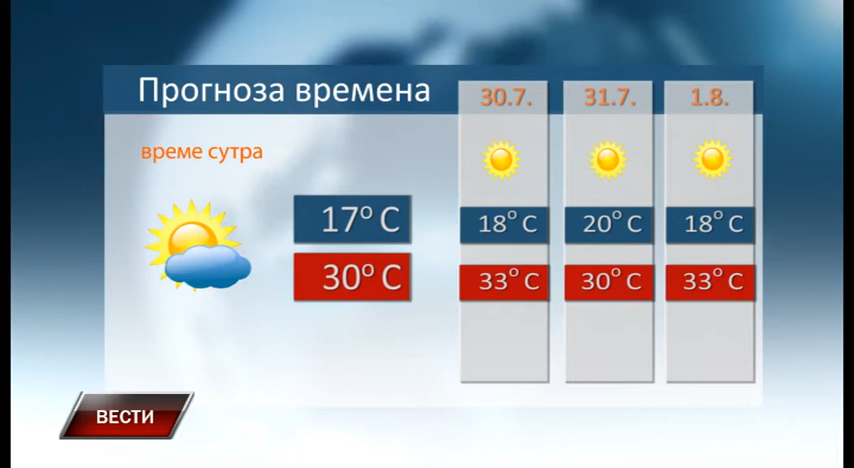 Прогноза времена
време сутра
17° C
30° C
30.7.
18° C
33° C
31.7.
20° C
30° C
1.8.
18° C
33° C
ВЕСТИ